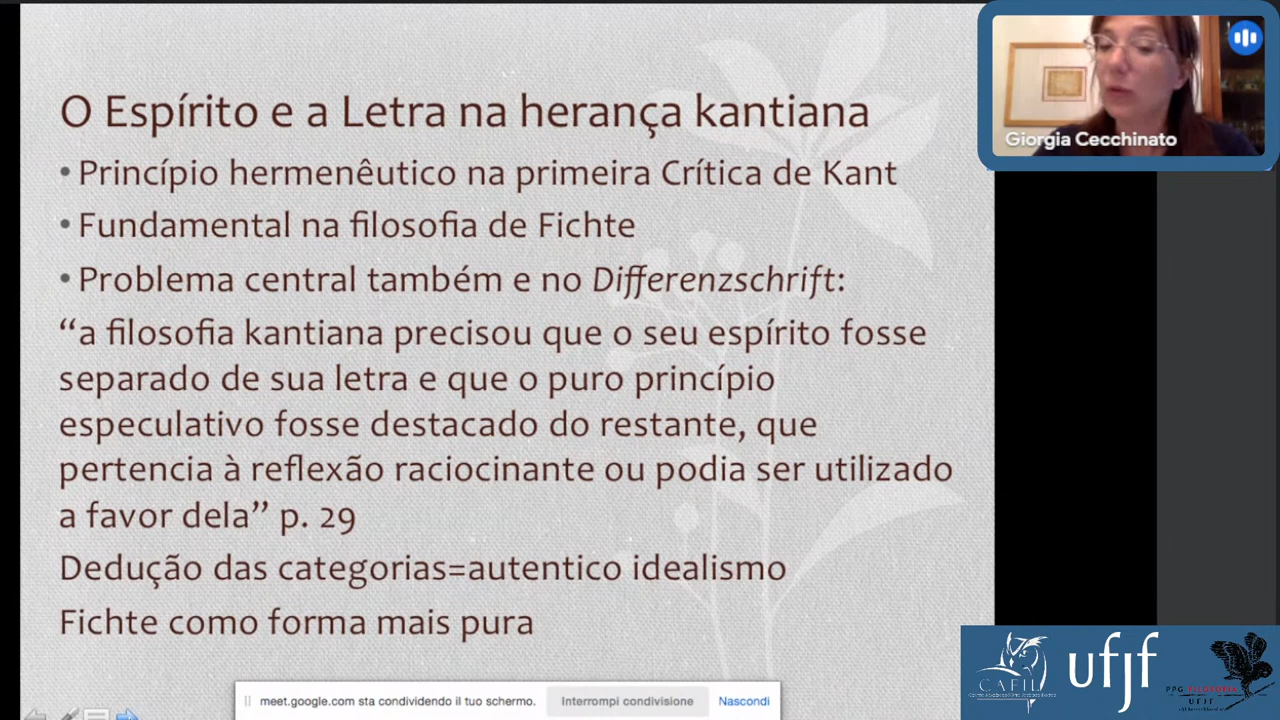 O Espírito e a Letra na herança kantiana
• Princípio hermenêutico na primeira Crítica de Kant
• Fundamental na filosofia de Fichte
• Problema central também e no Differenzschrift:
“a filosofia kantiana precisou que o seu espírito fosse
separado de sua letra e que o puro princípio
especulativo fosse destacado do restante, que
pertencia à reflexão raciocinante ou podia ser utilizado
a favor dela” p. 29
Dedução das categorias=autentico idealismo
Fichte como forma mais pura
Giorgia Cecchinato
meet.google.com sta condividendo il tuo schermo.
Interrompi condivisione
Nascondi
CAFIL
ufjf
PPG FILOSOFIA
UFJF